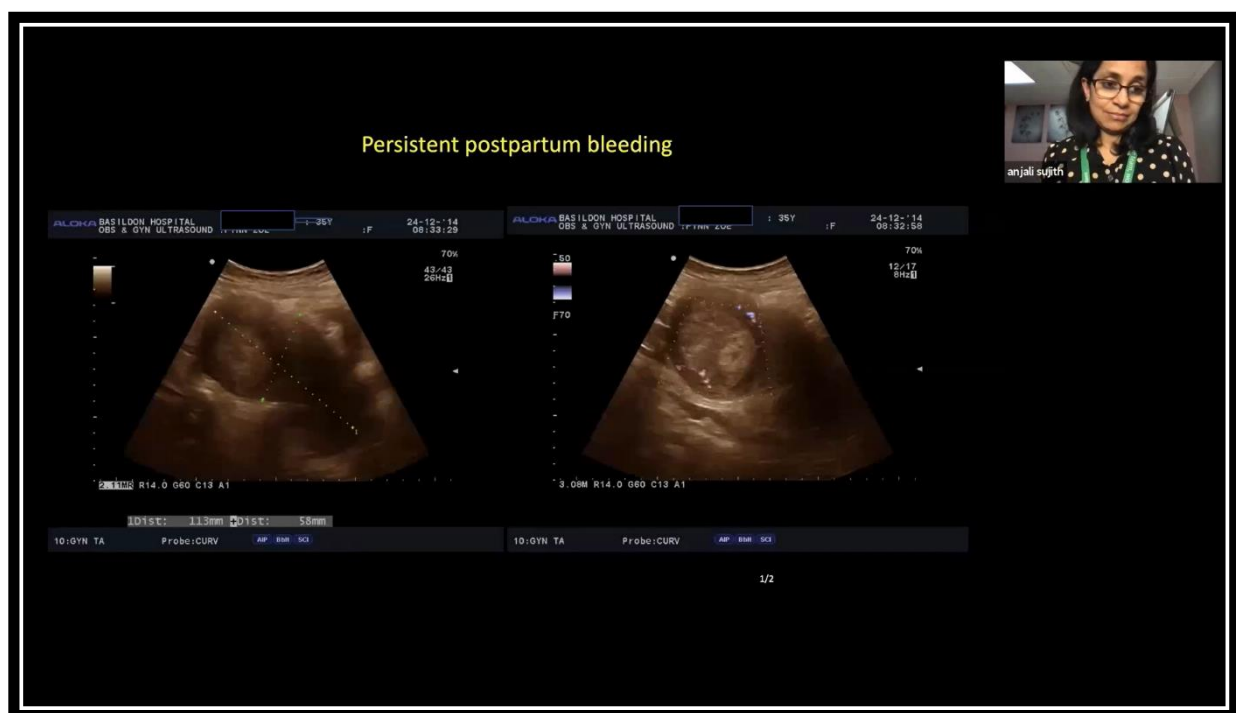 Persistent postpartum bleeding
anjali sujith
ALOKA BASILDON HOSPITAL : 35Y 24-12-'14
OBS & GYN ULTRASOUND :F 08:33:29
70%
43/43
26Hz
2.11MR R14.0 G60 C13 A1
1Dist: 113mm +Dist: 58mm
10:GYN TA Probe:CURV AIP BbH SCI
ALOKA BASILDON HOSPITAL : 35Y 24-12-'14
OBS & GYN ULTRASOUND :F 08:32:58
50
70%
12/17
8Hz
F70
3.08M R14.0 G60 C13 A1
10:GYN TA Probe:CURV AIP BbH SCI
1/2